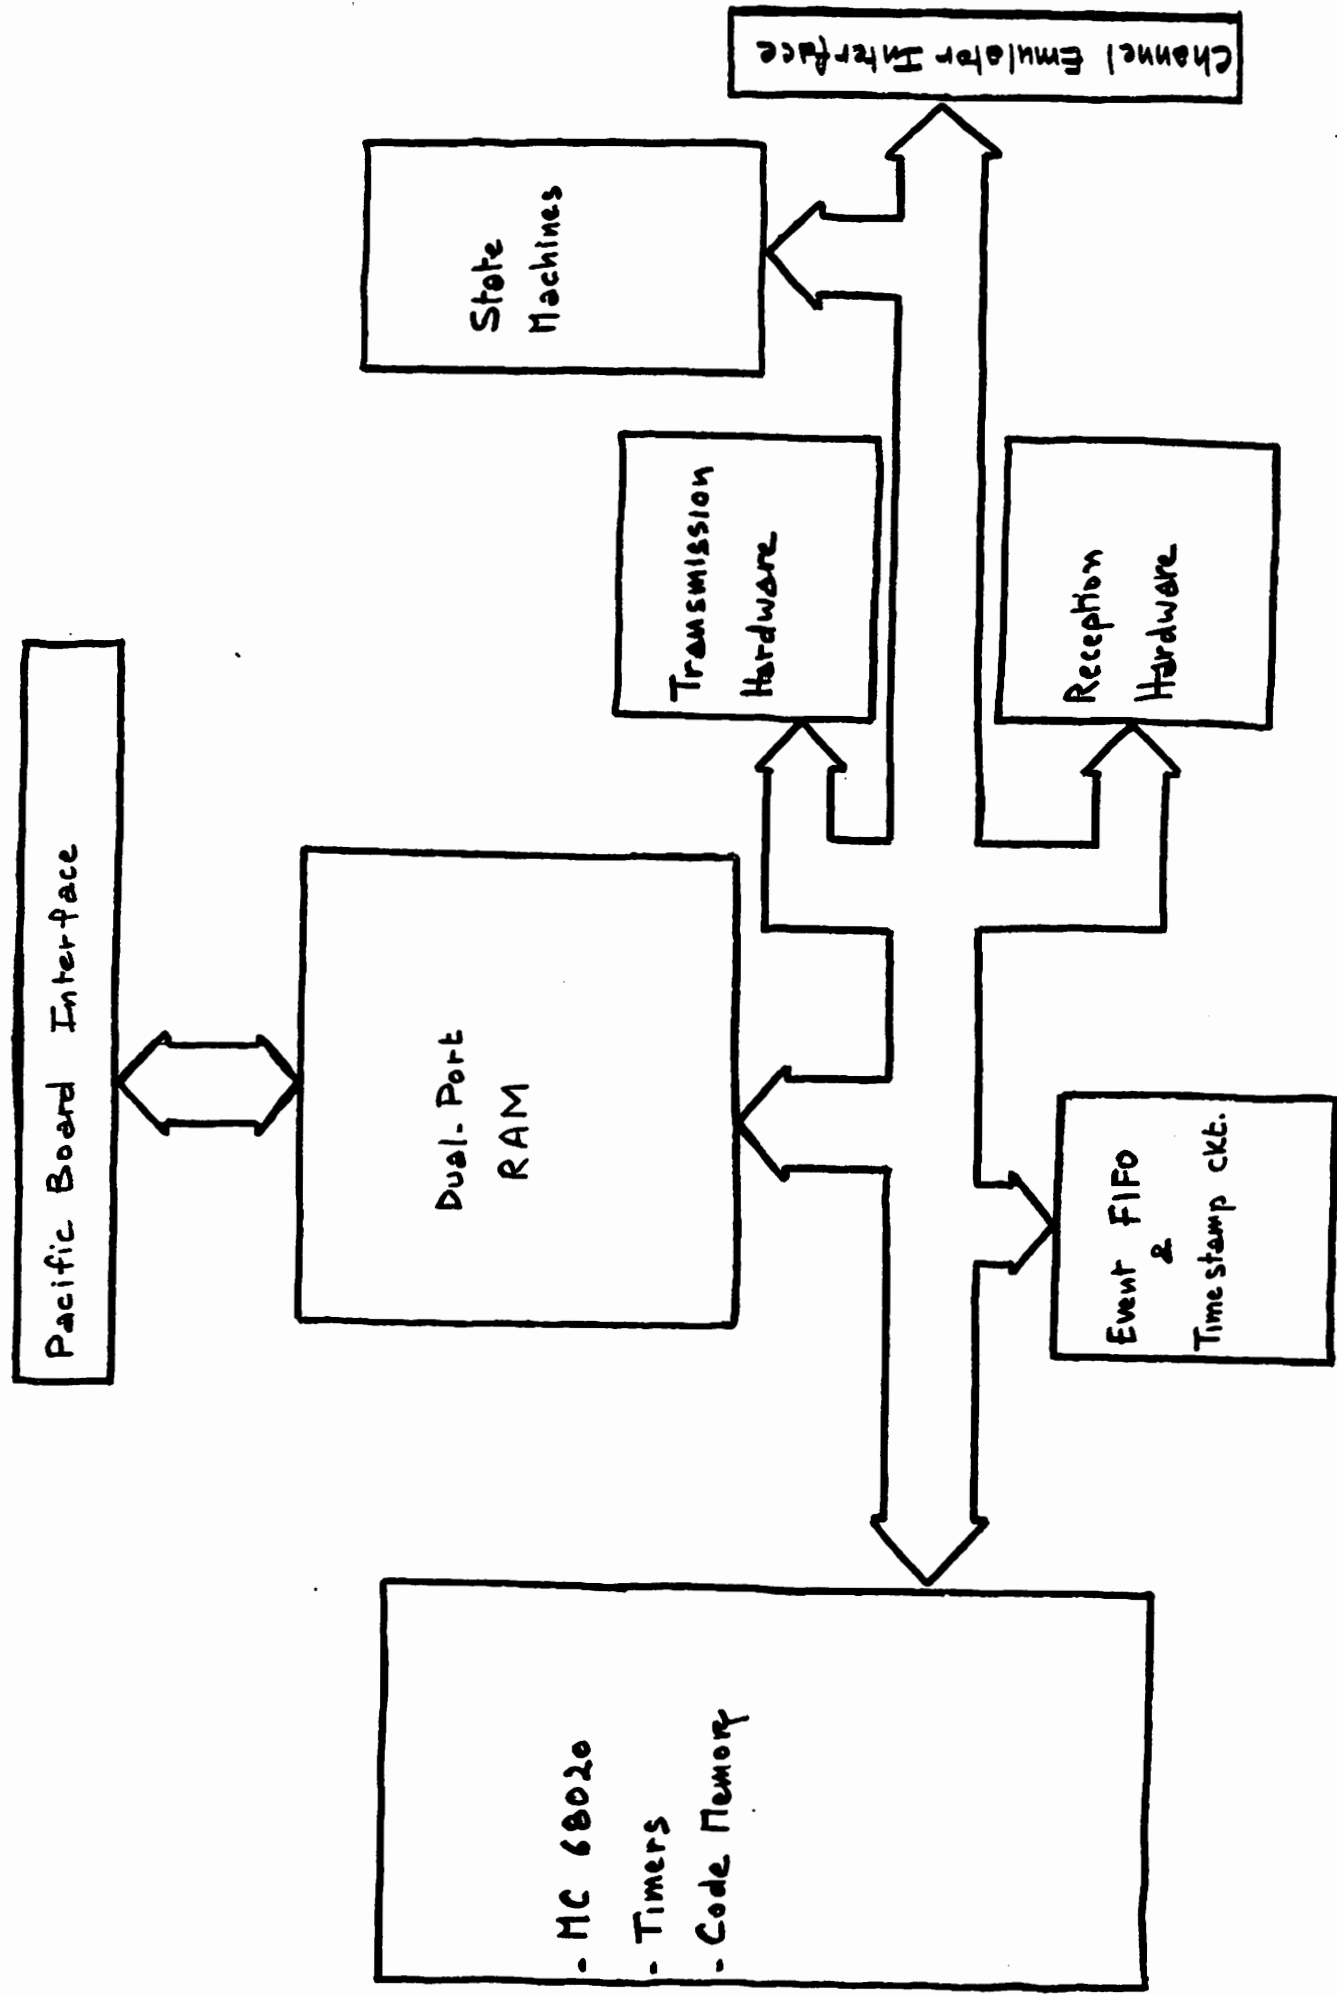 Pacific Board Interface
Dual-Port
RAM
- MC 68020
- Timers
- Code Memory
Event FIFO
&
Timestamp ckt.
Transmission
Hardware
Reception
Hardware
State
Machines
Channel Emulator Interface